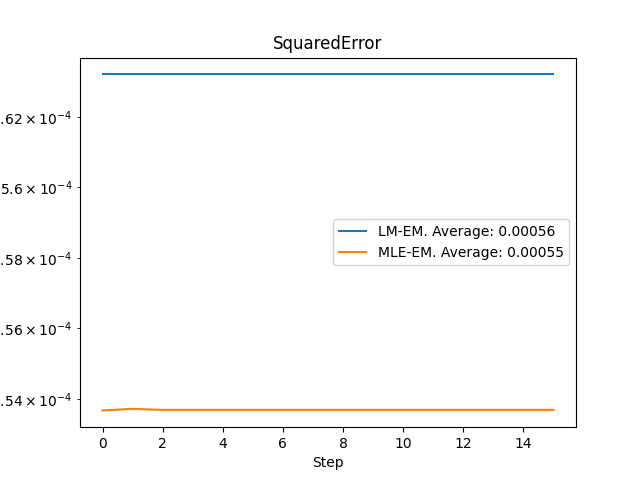 SquaredError
.62 × 10⁻⁴
5.6 × 10⁻⁴
.58 × 10⁻⁴
.56 × 10⁻⁴
.54 × 10⁻⁴
LM-EM. Average: 0.00056
MLE-EM. Average: 0.00055
0 2 4 6 8 10 12 14
Step